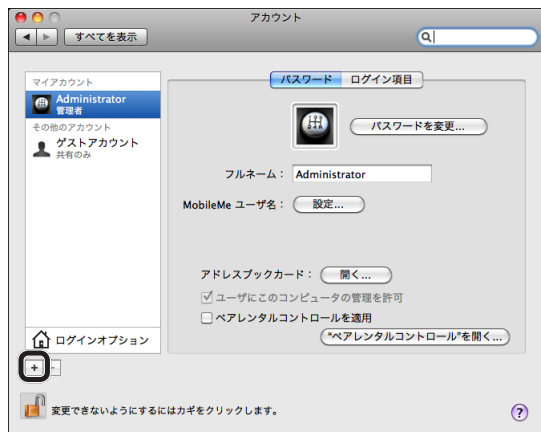 アカウント
すべてを表示
マイアカウント
Administrator
管理者
その他のアカウント
ゲストアカウント
共有のみ
ログインオプション
+ -
パスワード ログイン項目
パスワードを変更...
フルネーム： Administrator
MobileMe ユーザ名： 設定...
アドレスブックカード： 開く...
ユーザにこのコンピュータの管理を許可
ペアレンタルコントロールを適用
“ペアレンタルコントロール”を開く...
変更できないようにするにはカギをクリックします。
?